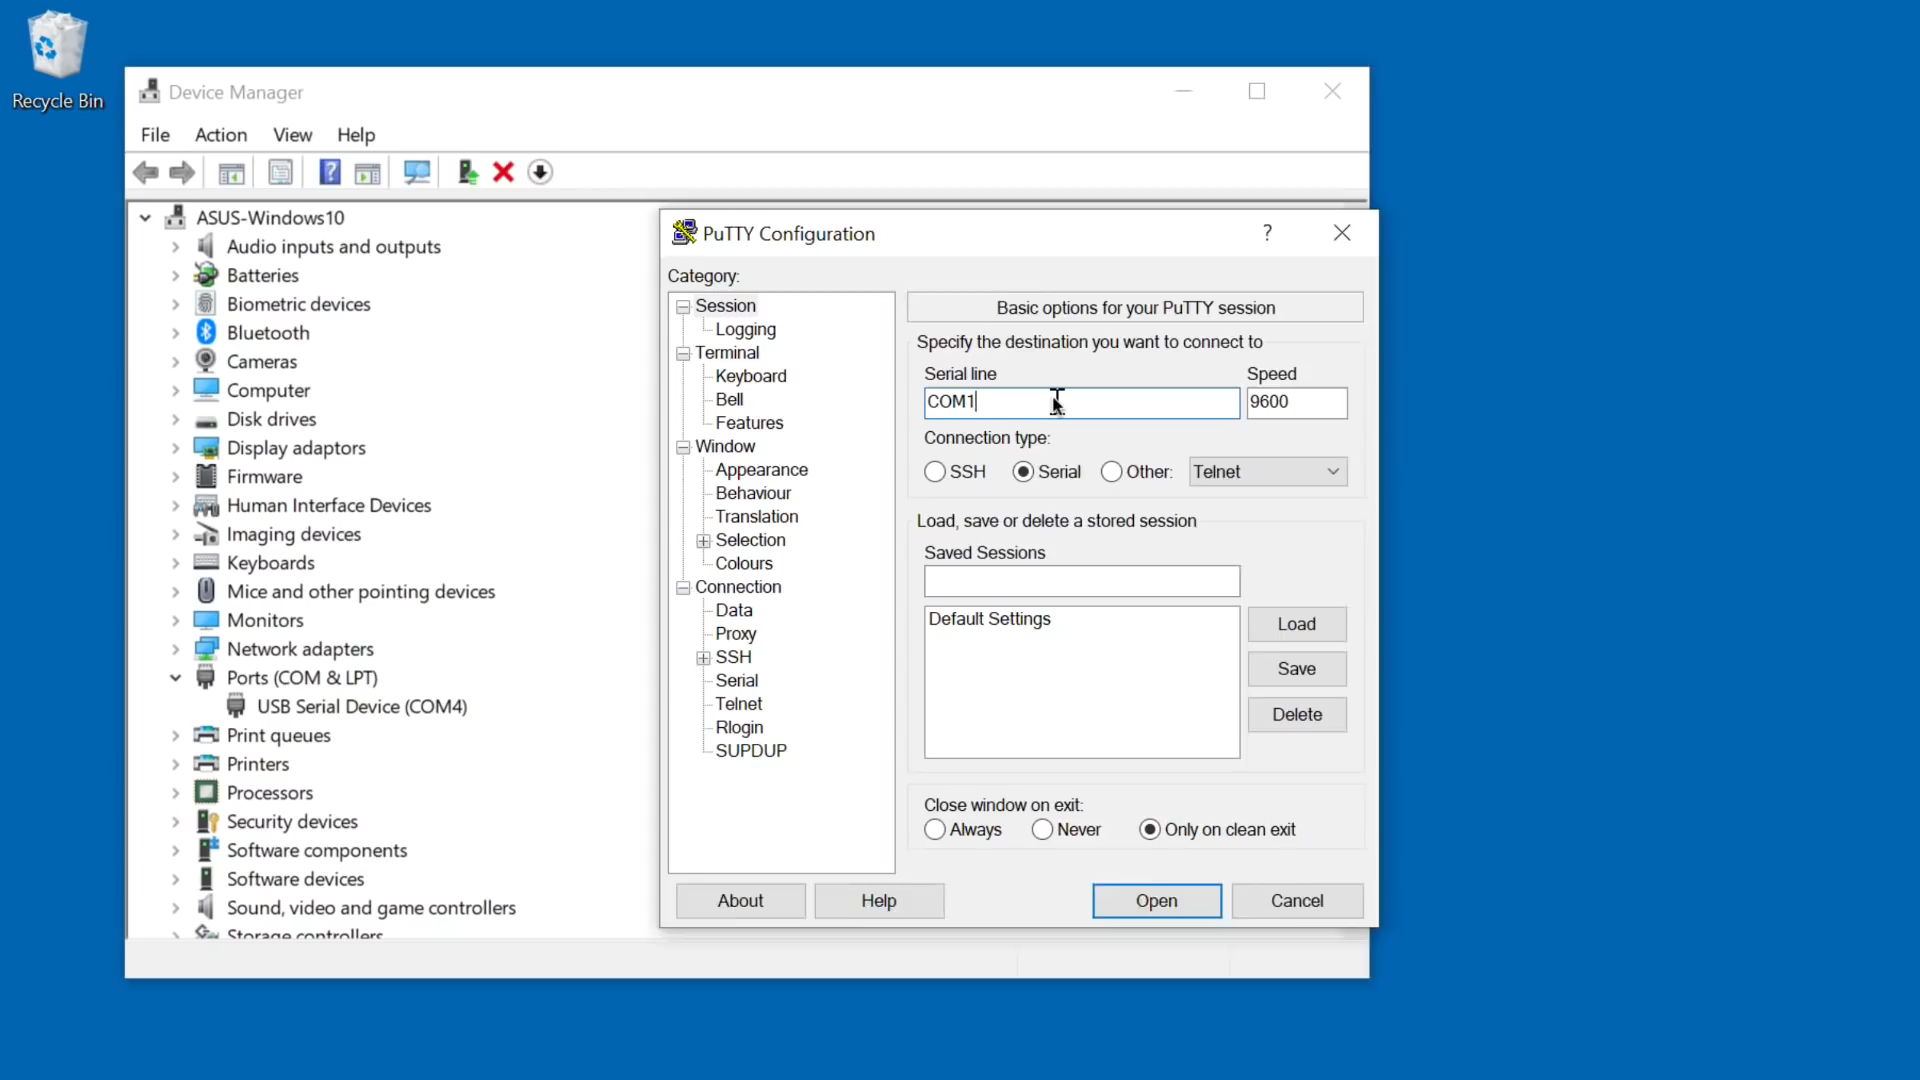 Recycle Bin
Device Manager
File Action View Help
ASUS-Windows10
Audio inputs and outputs
Batteries
Biometric devices
Bluetooth
Cameras
Computer
Disk drives
Display adaptors
Firmware
Human Interface Devices
Imaging devices
Keyboards
Mice and other pointing devices
Monitors
Network adapters
Ports (COM & LPT)
USB Serial Device (COM4)
Print queues
Printers
Processors
Security devices
Software components
Software devices
Sound, video and game controllers
Storage controllers
PuTTY Configuration
?
Category:
Session
Logging
Terminal
Keyboard
Bell
Features
Window
Appearance
Behaviour
Translation
Selection
Colours
Connection
Data
Proxy
SSH
Serial
Telnet
Rlogin
SUPDUP
Basic options for your PuTTY session
Specify the destination you want to connect to
Serial line Speed
COM1 9600
Connection type:
SSH Serial Other: Telnet
Load, save or delete a stored session
Saved Sessions
Default Settings
Load
Save
Delete
Close window on exit:
Always Never Only on clean exit
About Help Open Cancel